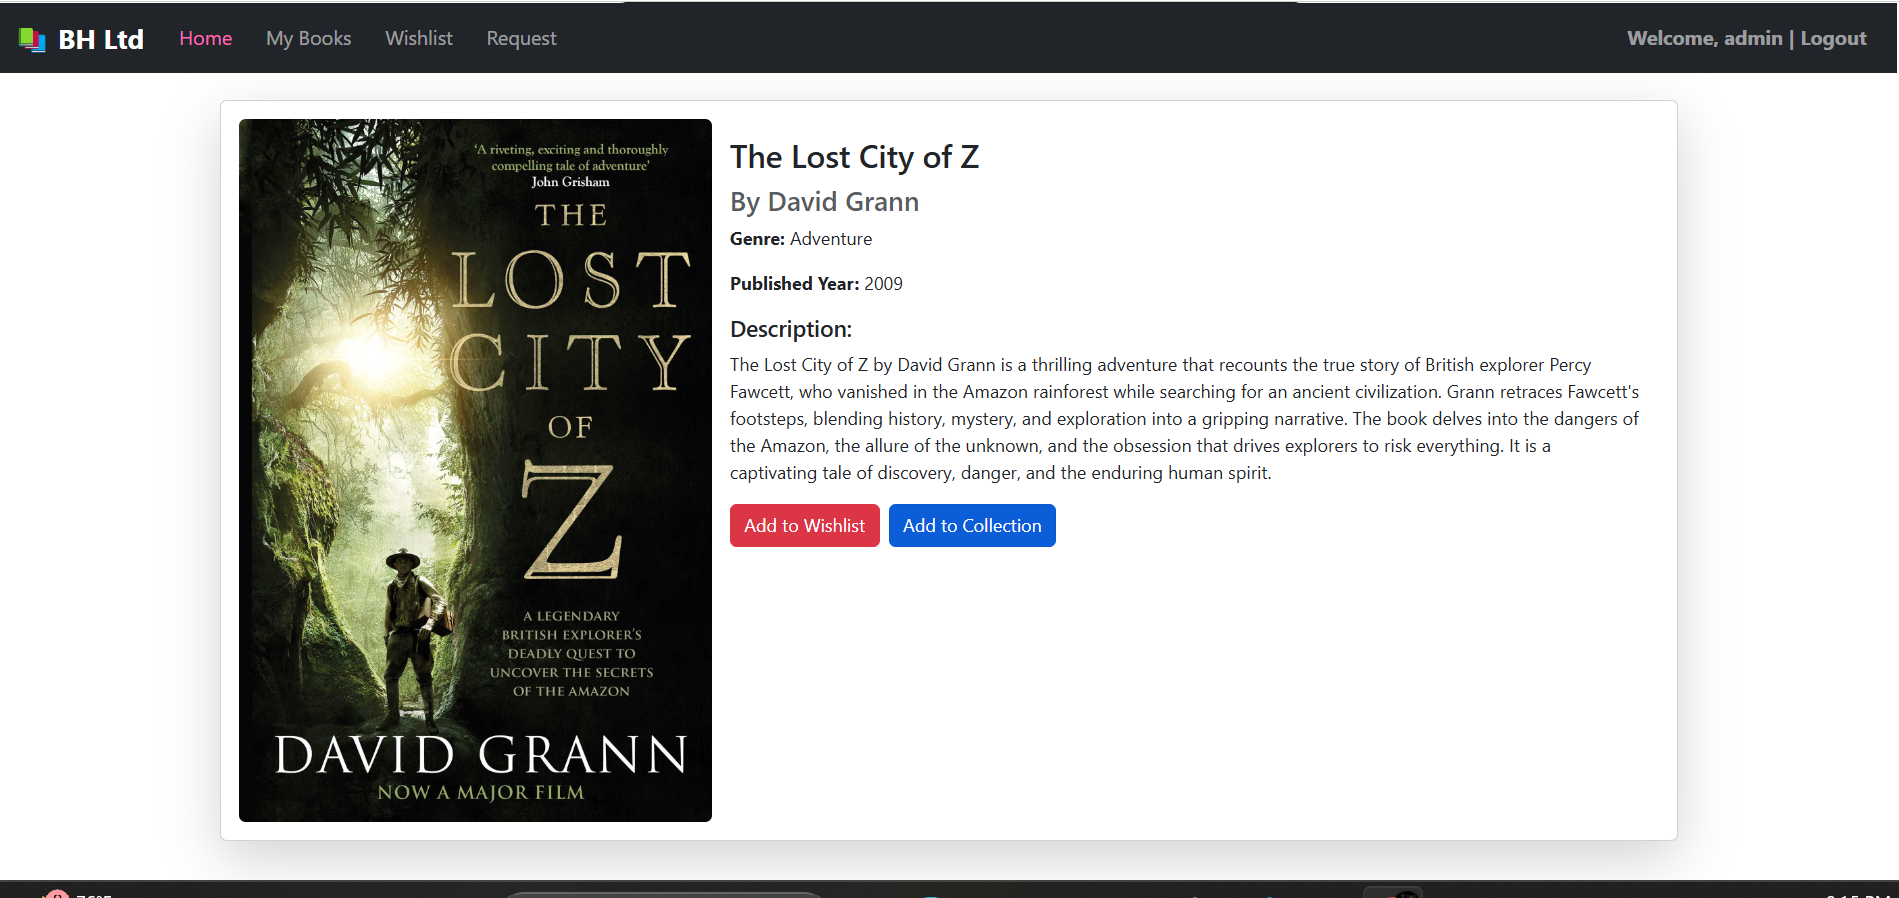 BH Ltd Home My Books Wishlist Request Welcome, admin | Logout
'A riveting, exciting and thoroughly
compelling tale of adventure'
John Grisham
THE
LOST
CITY
OF
Z
A LEGENDARY
BRITISH EXPLORER'S
DEADLY QUEST TO
UNCOVER THE SECRETS
OF THE AMAZON
DAVID GRANN
NOW A MAJOR FILM
The Lost City of Z
By David Grann
Genre: Adventure
Published Year: 2009
Description:
The Lost City of Z by David Grann is a thrilling adventure that recounts the true story of British explorer Percy
Fawcett, who vanished in the Amazon rainforest while searching for an ancient civilization. Grann retraces Fawcett's
footsteps, blending history, mystery, and exploration into a gripping narrative. The book delves into the dangers of
the Amazon, the allure of the unknown, and the obsession that drives explorers to risk everything. It is a
captivating tale of discovery, danger, and the enduring human spirit.
Add to Wishlist Add to Collection